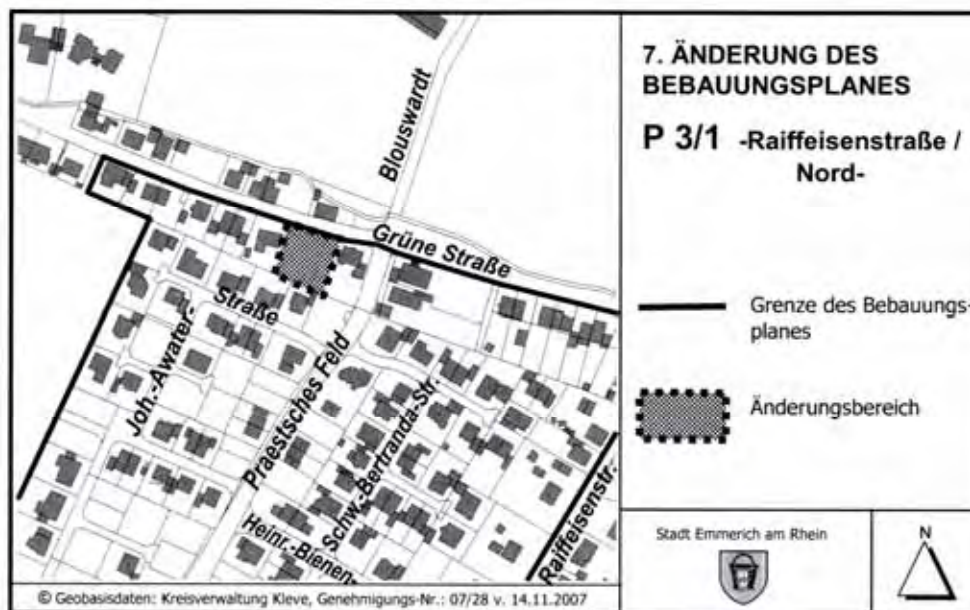 Blouswardt
Grüne Straße
Joh.-Awater-
Straße
Praestsches Feld
Schw.-Bertranda-Str.
Heinr.-Bienen-
Raiffeisenstr.
© Geobasisdaten: Kreisverwaltung Kleve, Genehmigungs-Nr.: 07/28 v. 14.11.2007
7. ÄNDERUNG DES
BEBAUUNGSPLANES
P 3/1 -Raiffeisenstraße /
Nord-
Grenze des Bebauungs-
planes
Änderungsbereich
Stadt Emmerich am Rhein
N